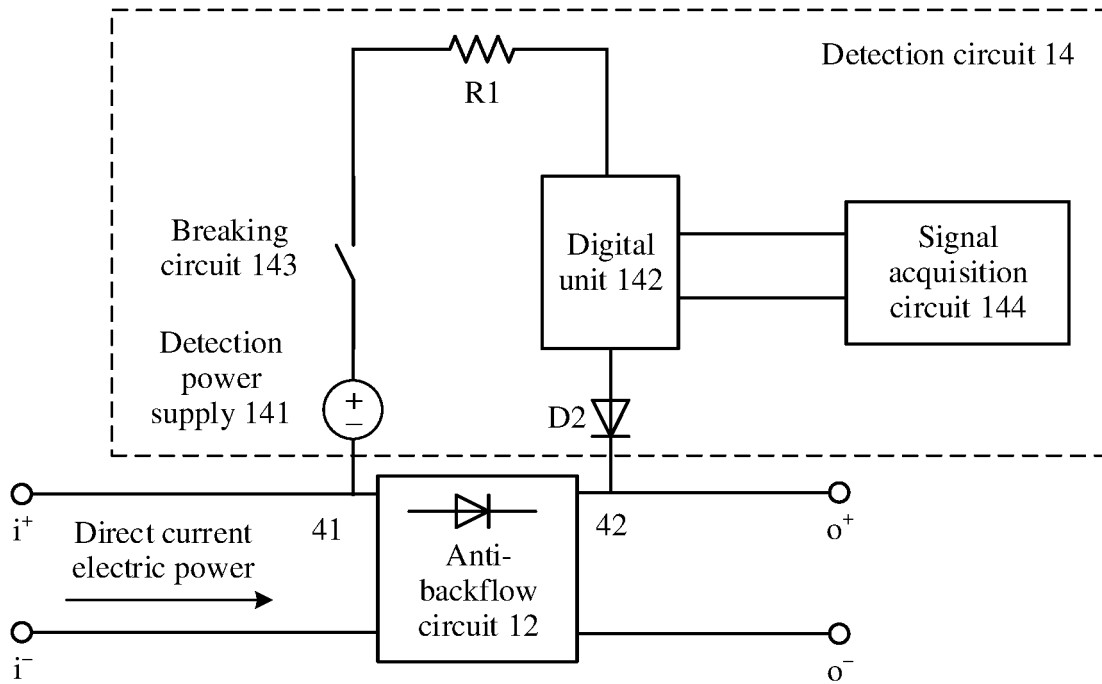 Detection circuit 14
R1
Breaking
circuit 143
Digital
unit 142
Signal
acquisition
circuit 144
Detection
power
supply 141
+
−
D2
i⁺
41
42
o⁺
Direct current
electric power
Anti-
backflow
circuit 12
i⁻
o⁻